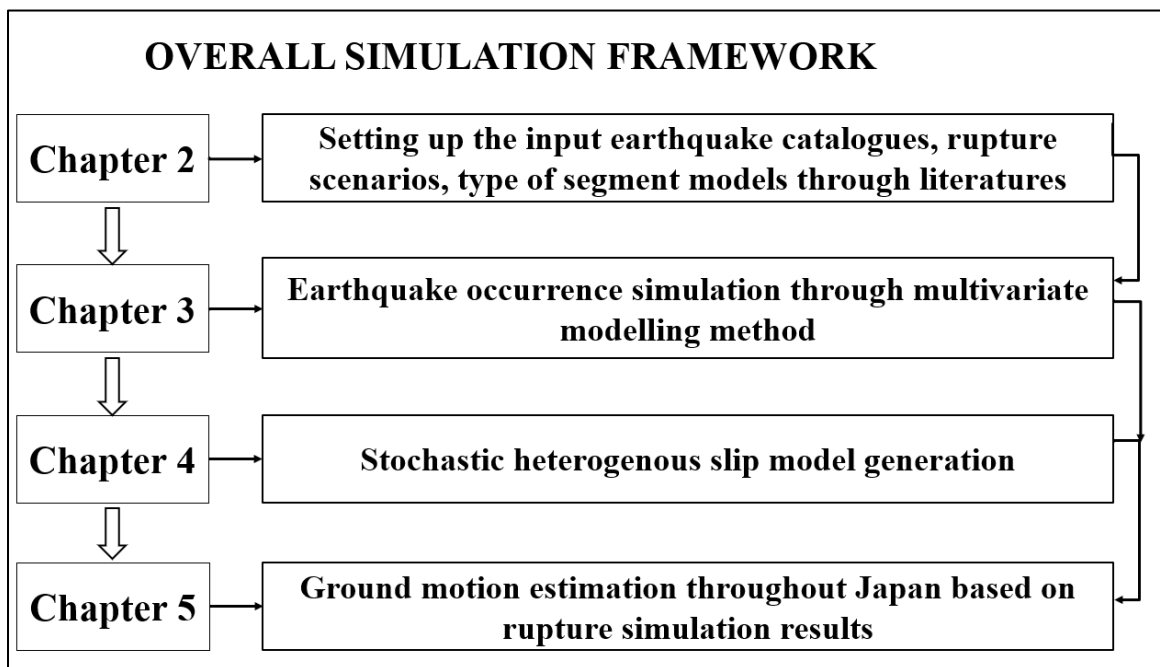 OVERALL SIMULATION FRAMEWORK
Chapter 2
Setting up the input earthquake catalogues, rupture
scenarios, type of segment models through literatures
Chapter 3
Earthquake occurrence simulation through multivariate
modelling method
Chapter 4
Stochastic heterogenous slip model generation
Chapter 5
Ground motion estimation throughout Japan based on
rupture simulation results